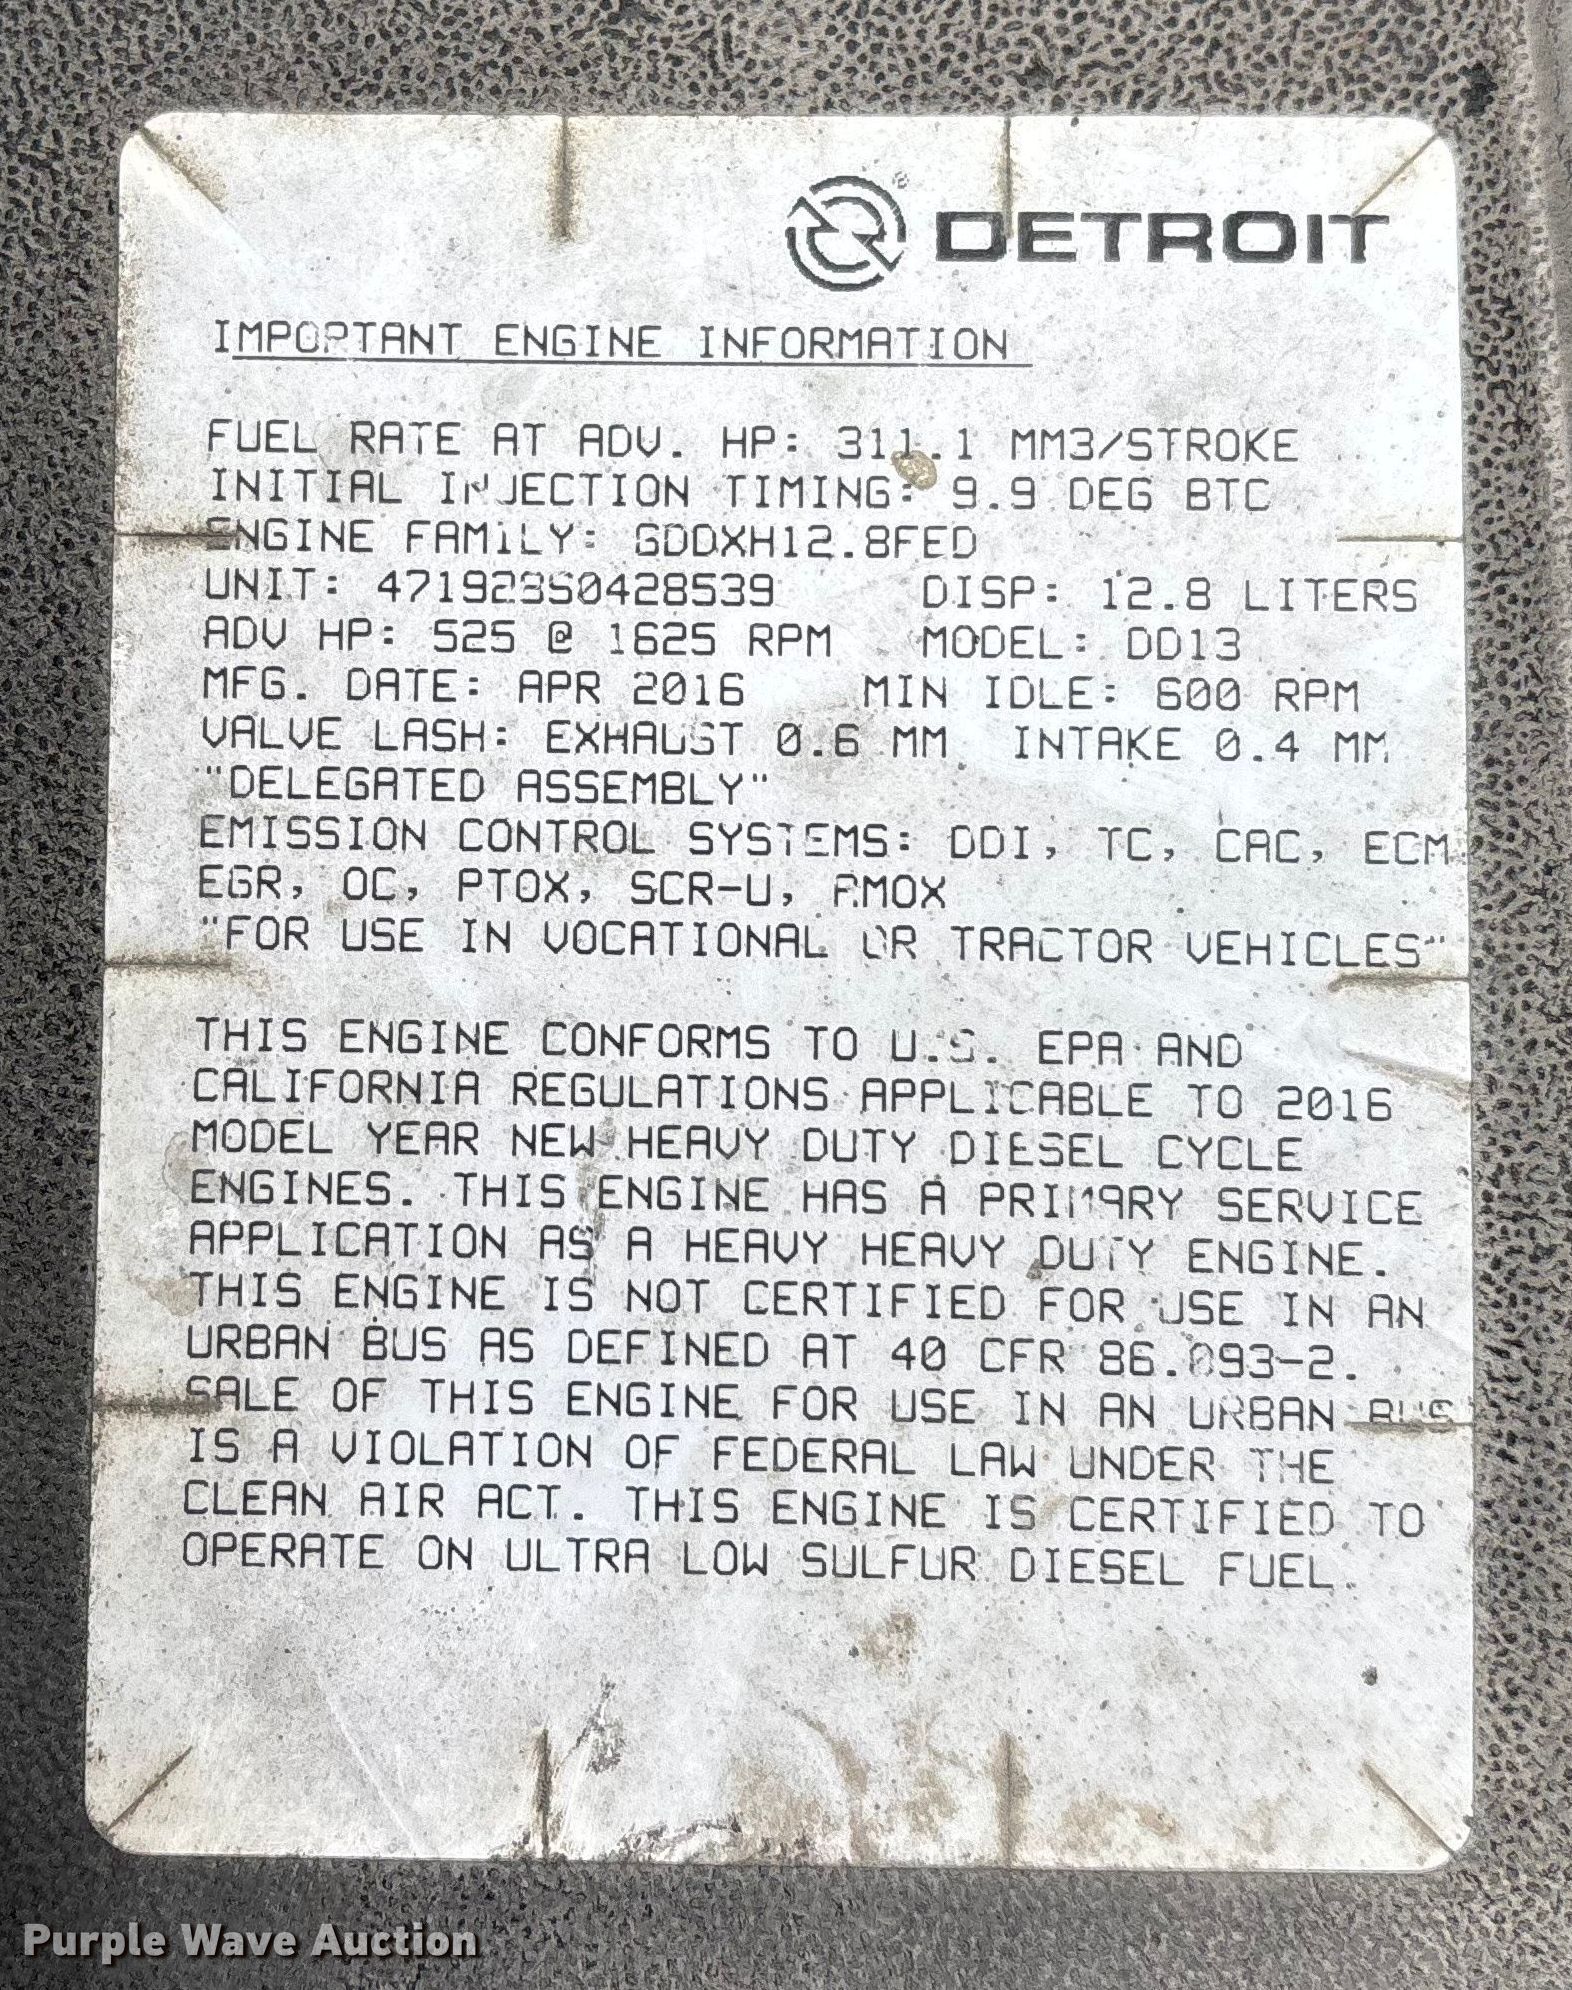 DETROIT
IMPORTANT ENGINE INFORMATION
FUEL RATE AT ADV. HP: 311.1 MM3/STROKE
INITIAL INJECTION TIMING: 9.9 DEG BTC
ENGINE FAMILY: GDDXH12.8FED
UNIT: 471928S0428539 DISP: 12.8 LITERS
ADV HP: 525 @ 1625 RPM MODEL: DD13
MFG. DATE: APR 2016 MIN IDLE: 600 RPM
VALVE LASH: EXHAUST 0.6 MM INTAKE 0.4 MM
"DELEGATED ASSEMBLY"
EMISSION CONTROL SYSTEMS: DDI, TC, CAC, ECM,
EGR, OC, PTOX, SCR-U, AMOX
"FOR USE IN VOCATIONAL OR TRACTOR VEHICLES"
THIS ENGINE CONFORMS TO U.S. EPA AND
CALIFORNIA REGULATIONS APPLICABLE TO 2016
MODEL YEAR NEW HEAVY DUTY DIESEL CYCLE
ENGINES. THIS ENGINE HAS A PRIMARY SERVICE
APPLICATION AS A HEAVY HEAVY DUTY ENGINE.
THIS ENGINE IS NOT CERTIFIED FOR USE IN AN
URBAN BUS AS DEFINED AT 40 CFR 86.093-2.
SALE OF THIS ENGINE FOR USE IN AN URBAN BUS
IS A VIOLATION OF FEDERAL LAW UNDER THE
CLEAN AIR ACT. THIS ENGINE IS CERTIFIED TO
OPERATE ON ULTRA LOW SULFUR DIESEL FUEL.
Purple Wave Auction